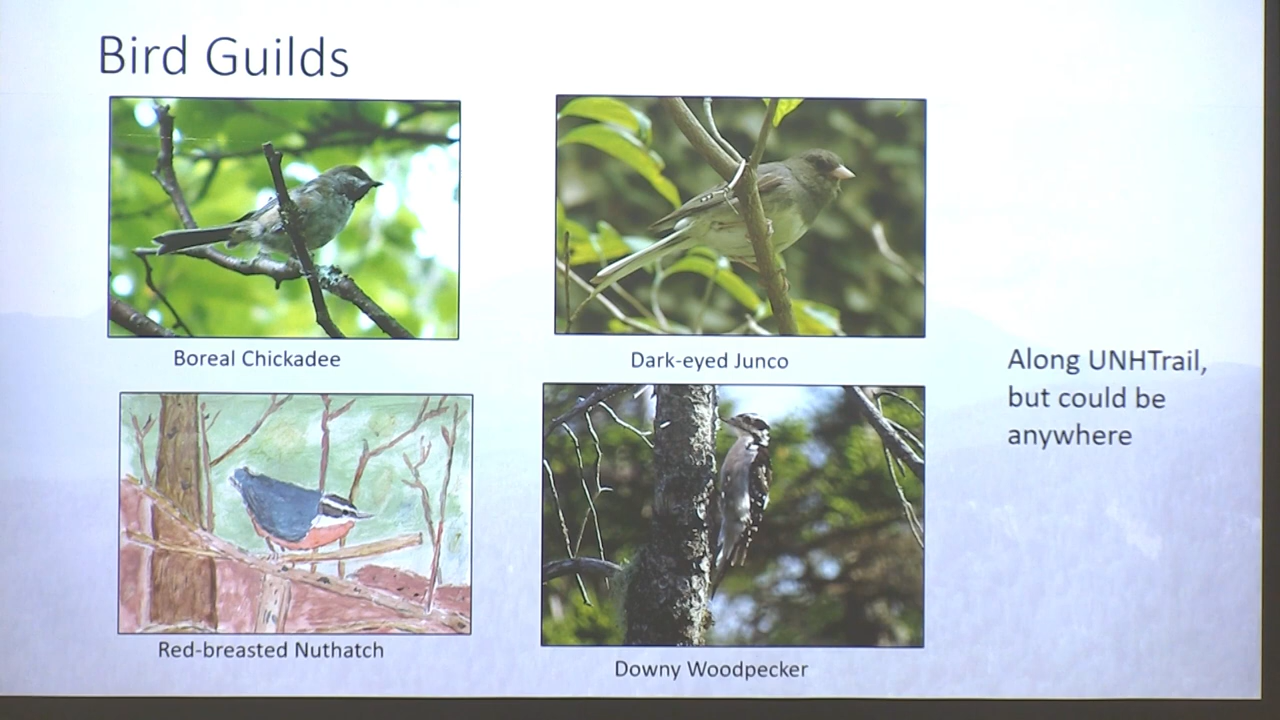 Bird Guilds
Boreal Chickadee
Dark-eyed Junco
Along UNHTrail,
but could be
anywhere
Red-breasted Nuthatch
Downy Woodpecker